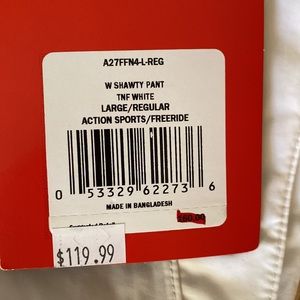 A27FFN4-L-REG
W SHAWTY PANT
TNF WHITE
LARGE/REGULAR
ACTION SPORTS/FREERIDE
0 53329 62273 6
MADE IN BANGLADESH
$119.99